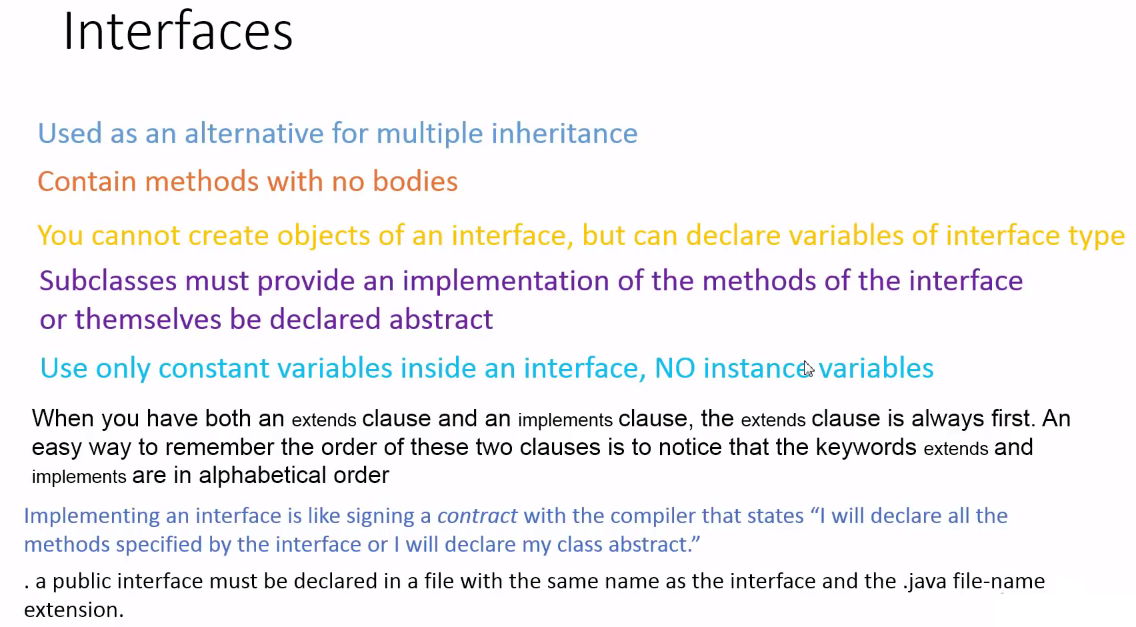 Interfaces
Used as an alternative for multiple inheritance
Contain methods with no bodies
You cannot create objects of an interface, but can declare variables of interface type
Subclasses must provide an implementation of the methods of the interface
or themselves be declared abstract
Use only constant variables inside an interface, NO instance variables
When you have both an extends clause and an implements clause, the extends clause is always first. An
easy way to remember the order of these two clauses is to notice that the keywords extends and
implements are in alphabetical order
Implementing an interface is like signing a contract with the compiler that states “I will declare all the
methods specified by the interface or I will declare my class abstract.”
. a public interface must be declared in a file with the same name as the interface and the .java file-name
extension.